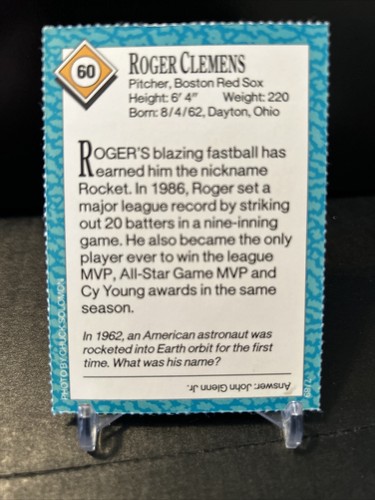 60
ROGER CLEMENS
Pitcher, Boston Red Sox
Height: 6' 4" Weight: 220
Born: 8/4/62, Dayton, Ohio
ROGER'S blazing fastball has
earned him the nickname
Rocket. In 1986, Roger set a
major league record by striking
out 20 batters in a nine-inning
game. He also became the only
player ever to win the league
MVP, All-Star Game MVP and
Cy Young awards in the same
season.
In 1962, an American astronaut was
rocketed into Earth orbit for the first
time. What was his name?
Answer: John Glenn Jr.
PHOTO BY CHUCK SOLOMON